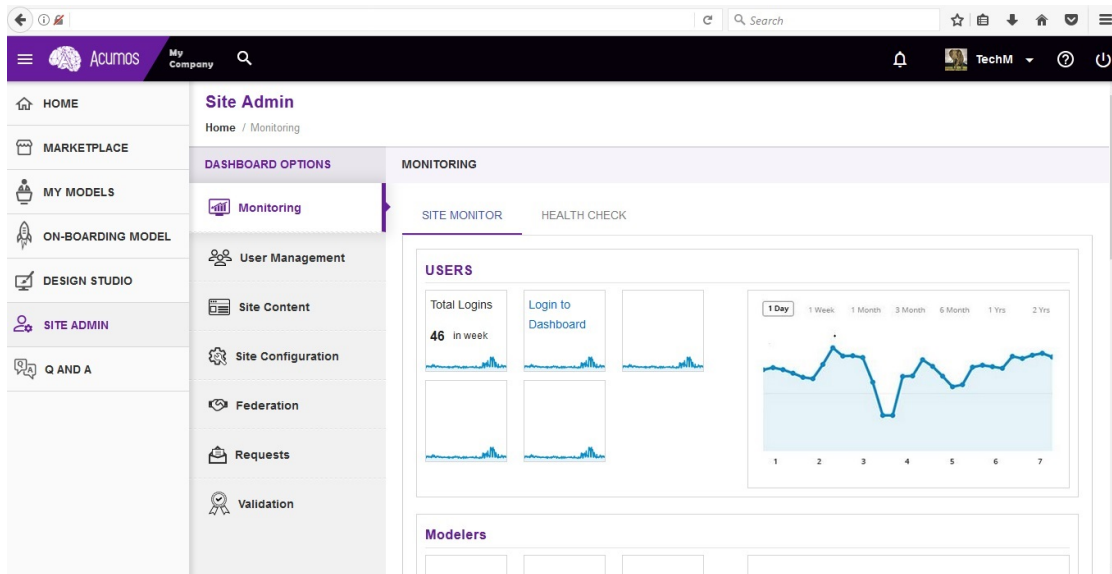 Search
Acumos
My
Company
TechM
HOME
MARKETPLACE
MY MODELS
ON-BOARDING MODEL
DESIGN STUDIO
SITE ADMIN
Q AND A
Site Admin
Home / Monitoring
DASHBOARD OPTIONS
Monitoring
User Management
Site Content
Site Configuration
Federation
Requests
Validation
MONITORING
SITE MONITOR HEALTH CHECK
USERS
Total Logins
46 in week
Login to
Dashboard
1 Day 1 Week 1 Month 3 Month 6 Month 1 Yrs 2 Yrs
1 2 3 4 5 6 7
Modelers